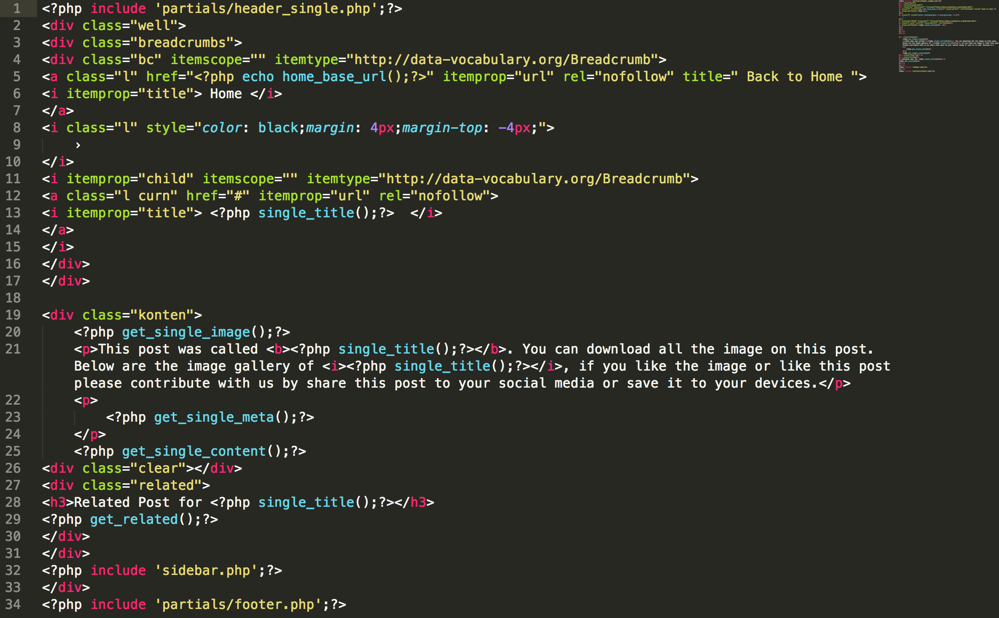 1 <?php include 'partials/header_single.php';?>
2 <div class="well">
3 <div class="breadcrumbs">
4 <div class="bc" itemscope="" itemtype="http://data-vocabulary.org/Breadcrumb">
5 <a class="l" href="<?php echo home_base_url();?>" itemprop="url" rel="nofollow" title=" Back to Home ">
6 <i itemprop="title"> Home </i>
7 </a>
8 <i class="l" style="color: black;margin: 4px;margin-top: -4px;">
9     ›
10 </i>
11 <i itemprop="child" itemscope="" itemtype="http://data-vocabulary.org/Breadcrumb">
12 <a class="l curn" href="#" itemprop="url" rel="nofollow">
13 <i itemprop="title"> <?php single_title();?>  </i>
14 </a>
15 </i>
16 </div>
17 </div>
18
19 <div class="konten">
20     <?php get_single_image();?>
21     <p>This post was called <b><?php single_title();?></b>. You can download all the image on this post.
    Below are the image gallery of <i><?php single_title();?></i>, if you like the image or like this post
    please contribute with us by share this post to your social media or save it to your devices.</p>
22     <p>
23         <?php get_single_meta();?>
24     </p>
25     <?php get_single_content();?>
26 <div class="clear"></div>
27 <div class="related">
28 <h3>Related Post for <?php single_title();?></h3>
29 <?php get_related();?>
30 </div>
31 </div>
32 <?php include 'sidebar.php';?>
33 </div>
34 <?php include 'partials/footer.php';?>